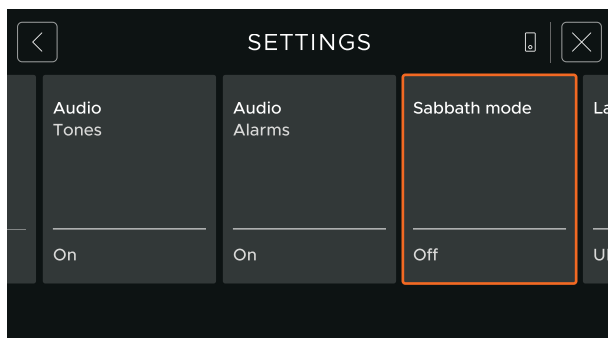 SETTINGS
Audio
Tones
On
Audio
Alarms
On
Sabbath mode
Off